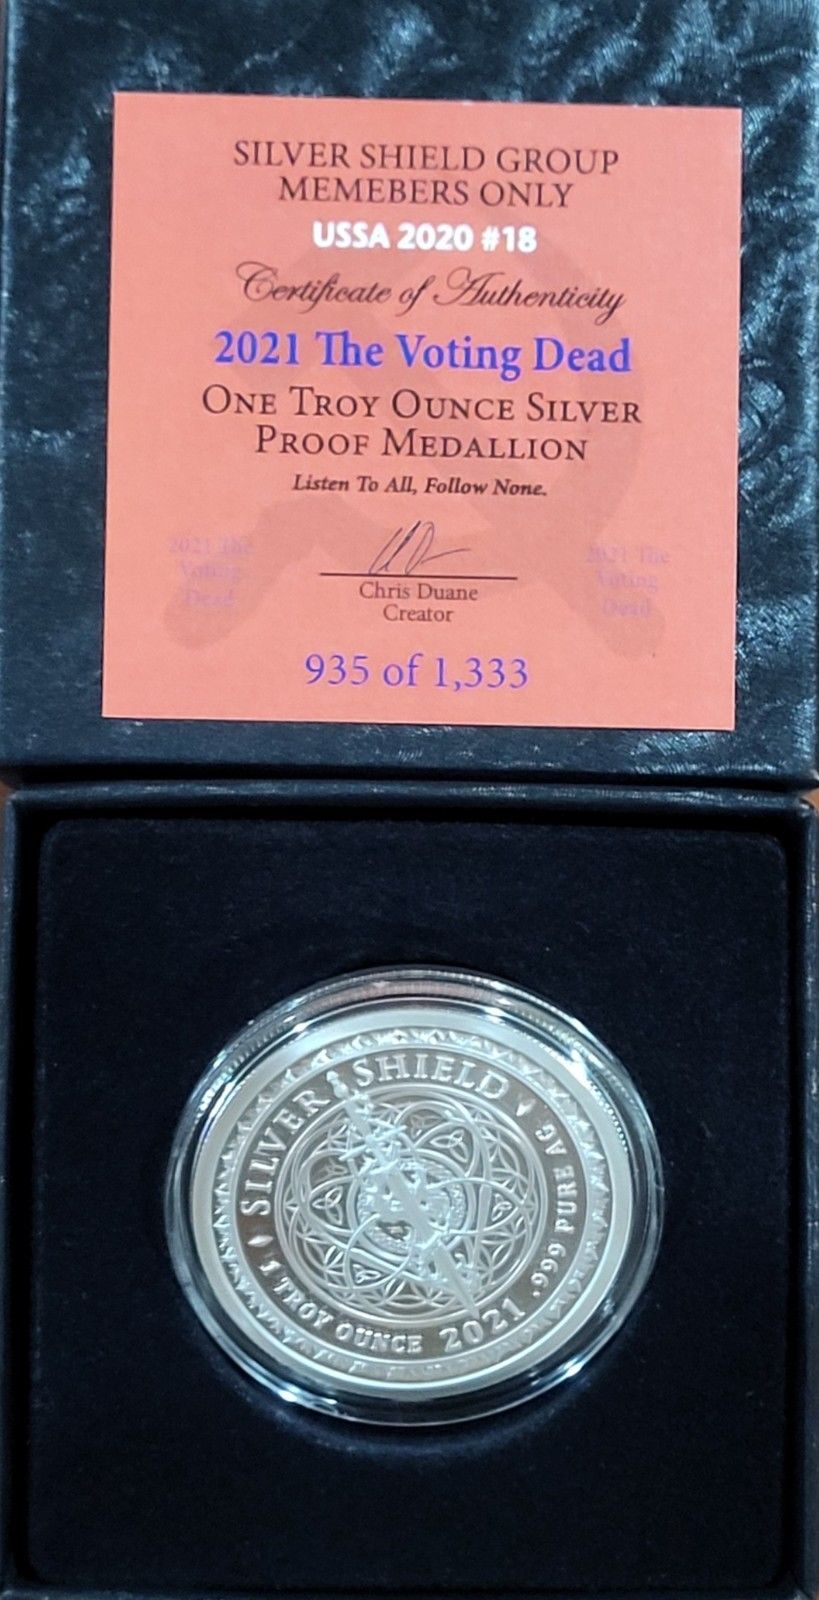 SILVER SHIELD GROUP
MEMEBERS ONLY
USSA 2020 #18
Certificate of Authenticity
2021 The Voting Dead
ONE TROY OUNCE SILVER
PROOF MEDALLION
Listen To All, Follow None.
2021 The
Voting
Dead
2021 The
Voting
Dead
Chris Duane
Creator
935 of 1,333
SILVER SHIELD
.999 PURE AG
1 TROY OUNCE 2021